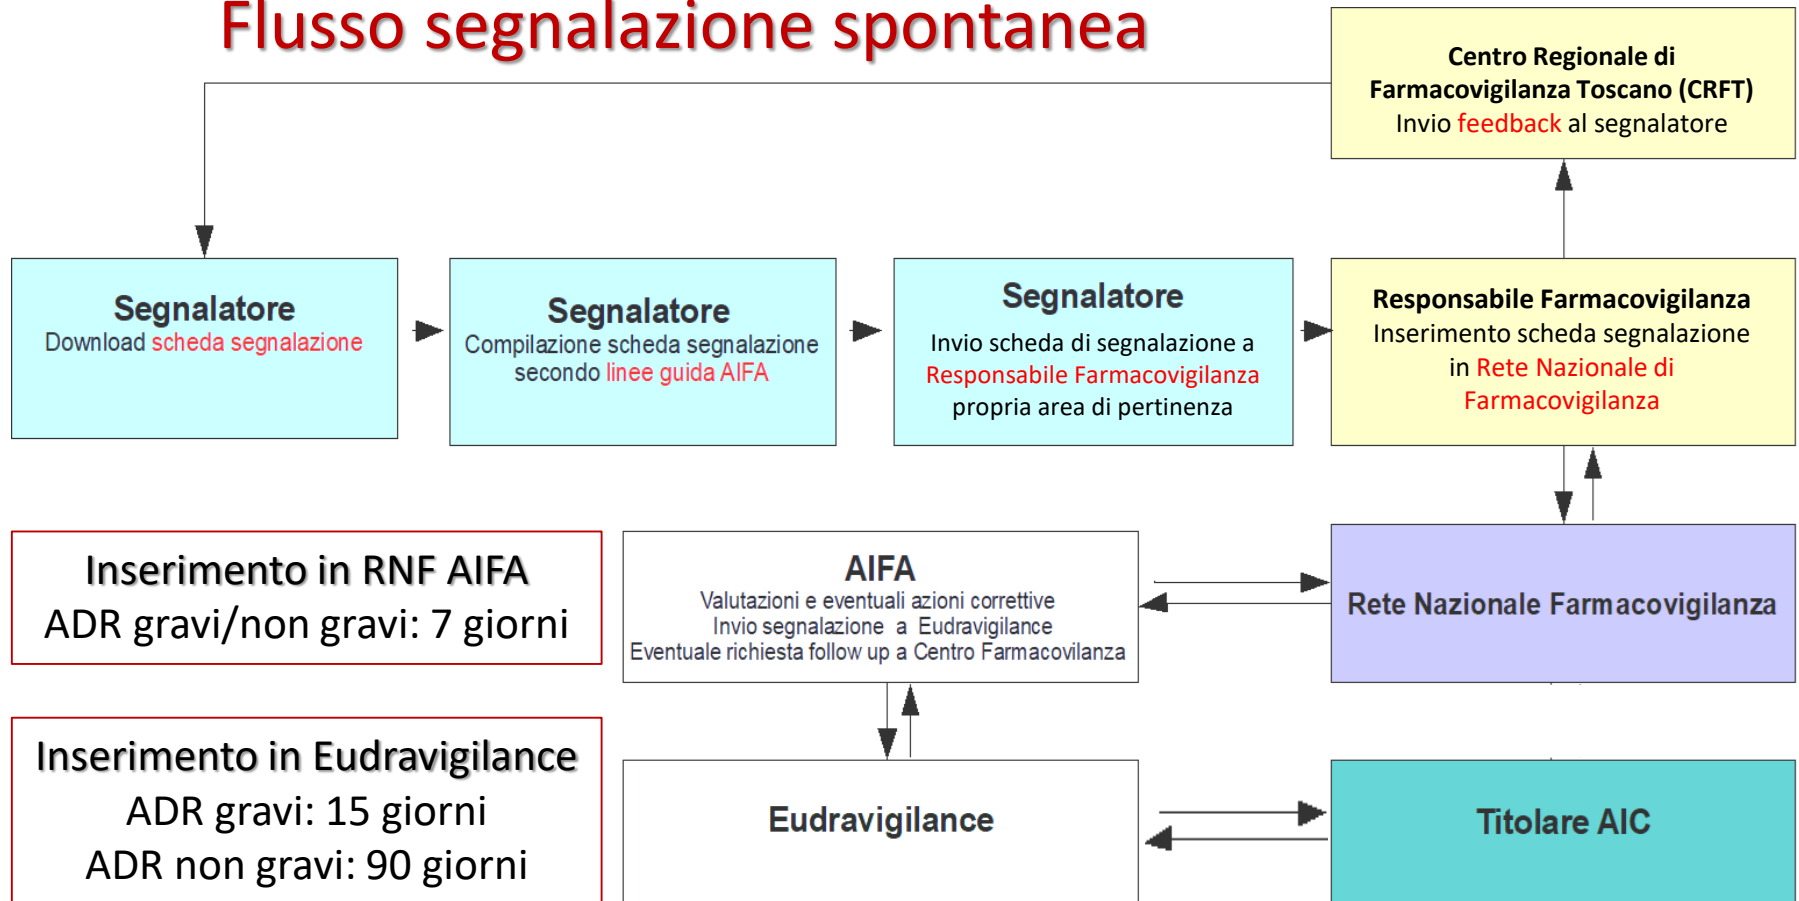 Flusso segnalazione spontanea
Centro Regionale di
Farmacovigilanza Toscano (CRFT)
Invio feedback al segnalatore
Segnalatore
Download scheda segnalazione
Segnalatore
Compilazione scheda segnalazione
secondo linee guida AIFA
Segnalatore
Invio scheda di segnalazione a
Responsabile Farmacovigilanza
propria area di pertinenza
Responsabile Farmacovigilanza
Inserimento scheda segnalazione
in Rete Nazionale di
Farmacovigilanza
Inserimento in RNF AIFA
ADR gravi/non gravi: 7 giorni
AIFA
Valutazioni e eventuali azioni correttive
Invio segnalazione a Eudravigilance
Eventuale richiesta follow up a Centro Farmacovilanza
Rete Nazionale Farmacovigilanza
Inserimento in Eudravigilance
ADR gravi: 15 giorni
ADR non gravi: 90 giorni
Eudravigilance
Titolare AIC